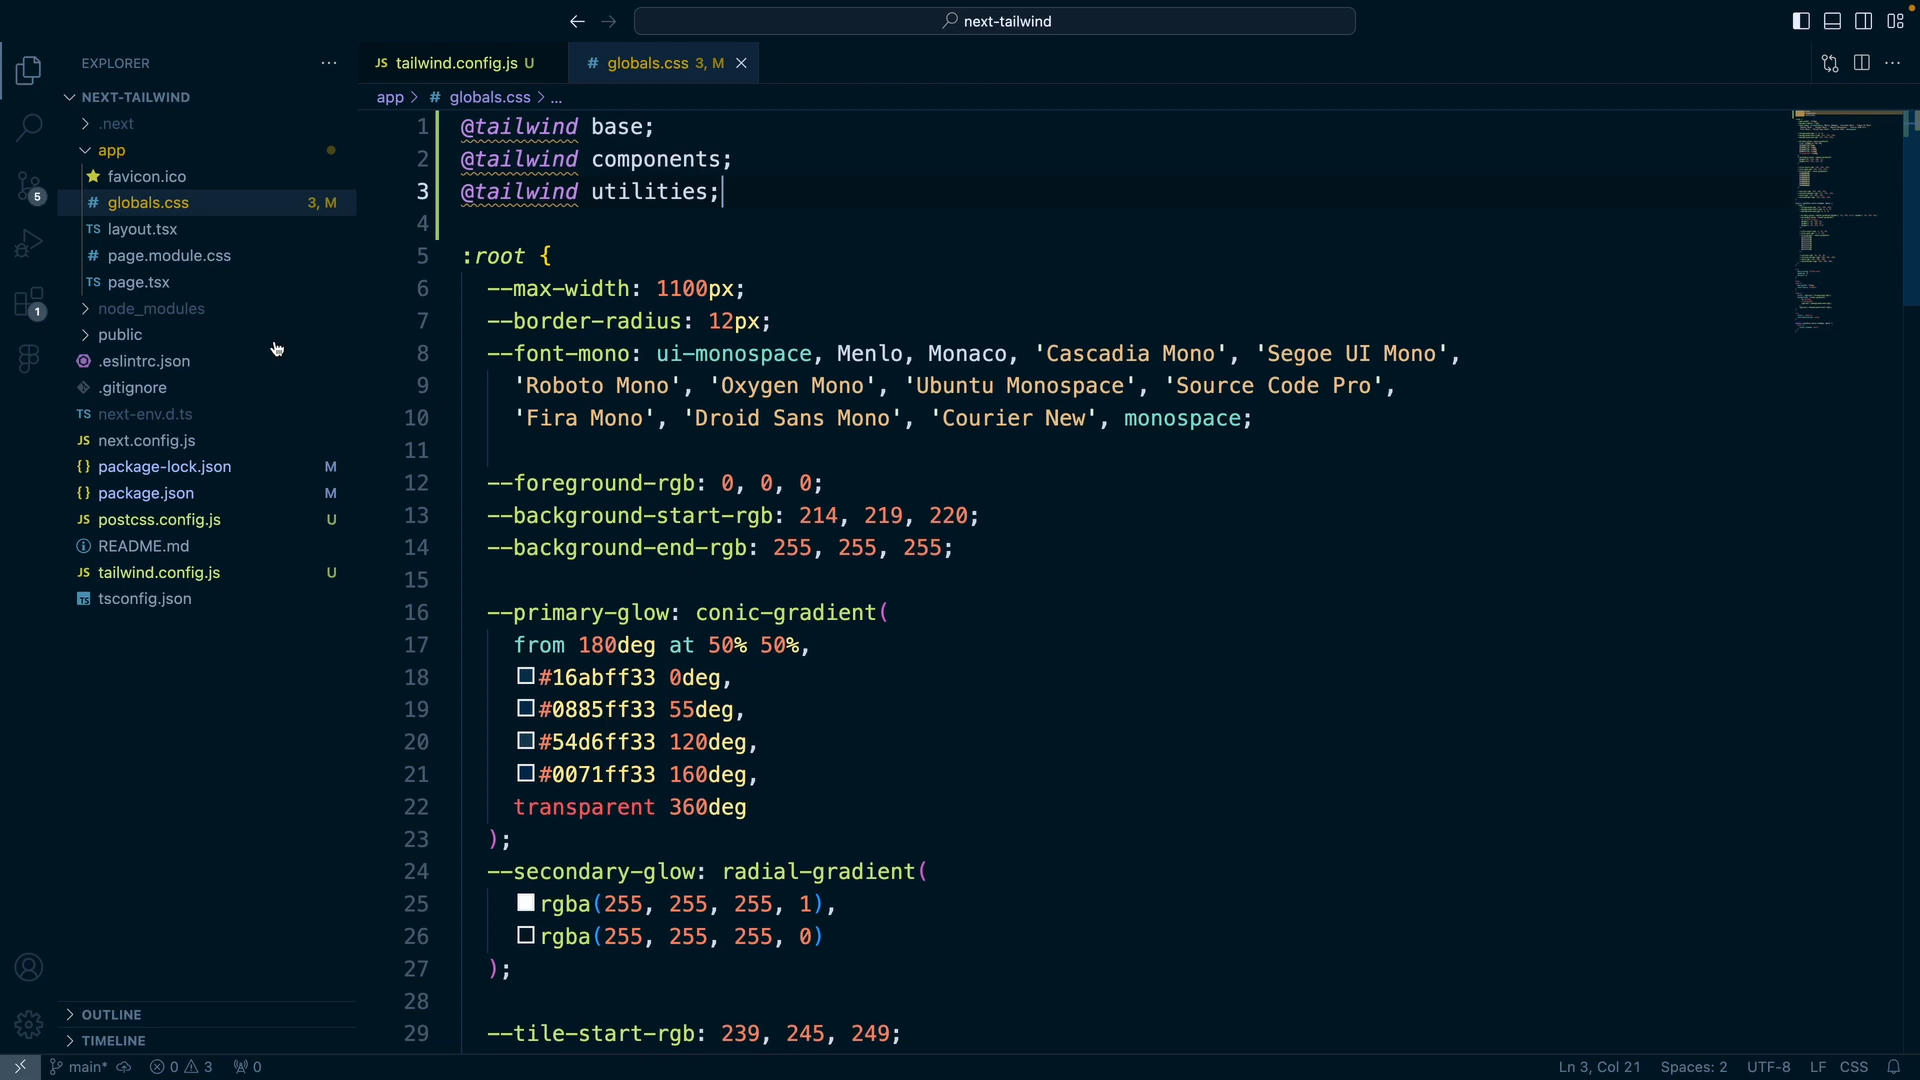 next-tailwind
EXPLORER
NEXT-TAILWIND
.next
app
favicon.ico
# globals.css 3, M
TS layout.tsx
# page.module.css
TS page.tsx
node_modules
public
.eslintrc.json
.gitignore
TS next-env.d.ts
JS next.config.js
{} package-lock.json M
{} package.json M
JS postcss.config.js U
README.md
JS tailwind.config.js U
TS tsconfig.json
OUTLINE
TIMELINE
5
1
JS tailwind.config.js U
# globals.css 3, M
app > # globals.css > ...
1 @tailwind base;
2 @tailwind components;
3 @tailwind utilities;
4
5 :root {
6 --max-width: 1100px;
7 --border-radius: 12px;
8 --font-mono: ui-monospace, Menlo, Monaco, 'Cascadia Mono', 'Segoe UI Mono',
9 'Roboto Mono', 'Oxygen Mono', 'Ubuntu Monospace', 'Source Code Pro',
10 'Fira Mono', 'Droid Sans Mono', 'Courier New', monospace;
11
12 --foreground-rgb: 0, 0, 0;
13 --background-start-rgb: 214, 219, 220;
14 --background-end-rgb: 255, 255, 255;
15
16 --primary-glow: conic-gradient(
17 from 180deg at 50% 50%,
18 #16abff33 0deg,
19 #0885ff33 55deg,
20 #54d6ff33 120deg,
21 #0071ff33 160deg,
22 transparent 360deg
23 );
24 --secondary-glow: radial-gradient(
25 rgba(255, 255, 255, 1),
26 rgba(255, 255, 255, 0)
27 );
28
29 --tile-start-rgb: 239, 245, 249;
main* 0 3 0
Ln 3, Col 21 Spaces: 2 UTF-8 LF CSS